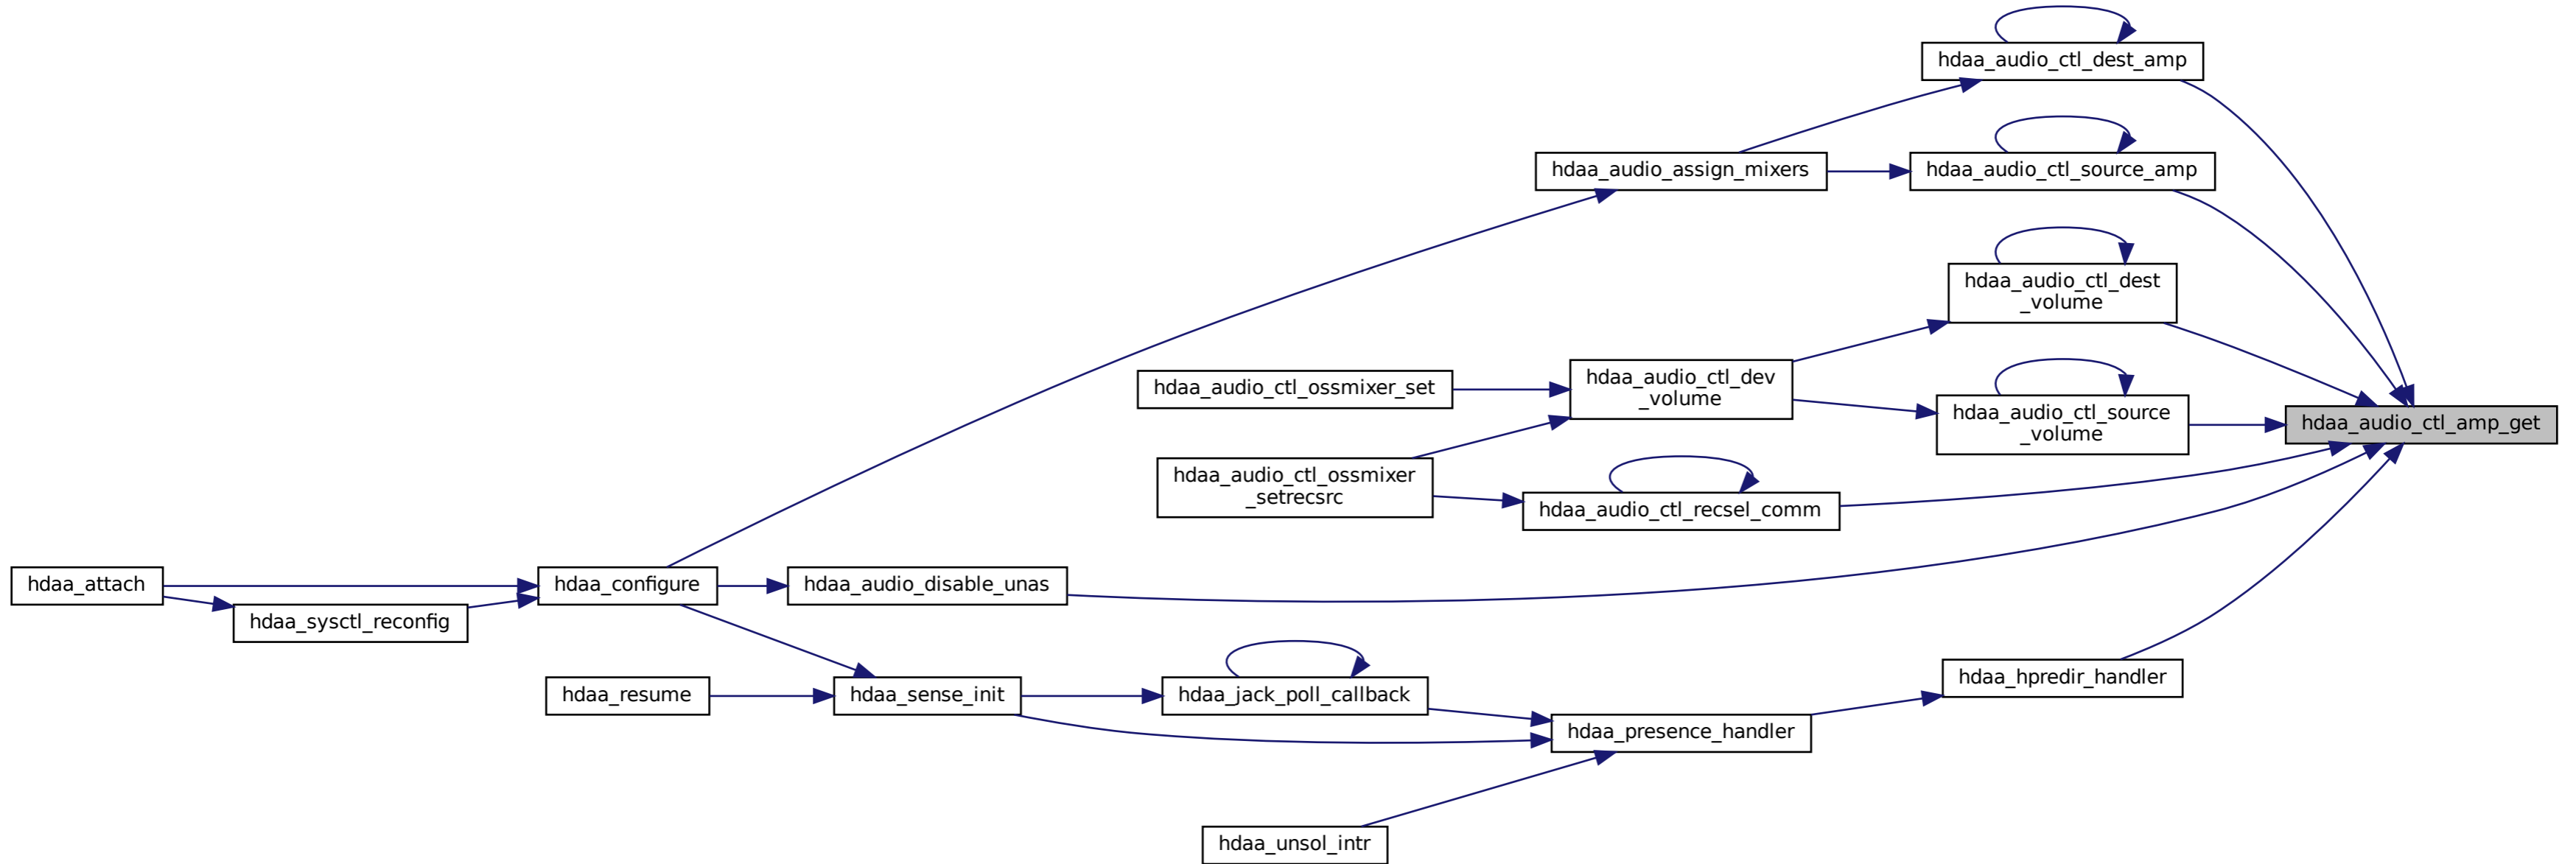 hdaa_audio_ctl_dest_amp
hdaa_audio_assign_mixers
hdaa_audio_ctl_source_amp
hdaa_audio_ctl_dest
_volume
hdaa_audio_ctl_ossmixer_set
hdaa_audio_ctl_dev
_volume
hdaa_audio_ctl_source
_volume
hdaa_audio_ctl_amp_get
hdaa_audio_ctl_ossmixer
_setrecsrc
hdaa_audio_ctl_recsel_comm
hdaa_attach
hdaa_configure
hdaa_audio_disable_unas
hdaa_sysctl_reconfig
hdaa_resume
hdaa_sense_init
hdaa_jack_poll_callback
hdaa_hpredir_handler
hdaa_presence_handler
hdaa_unsol_intr